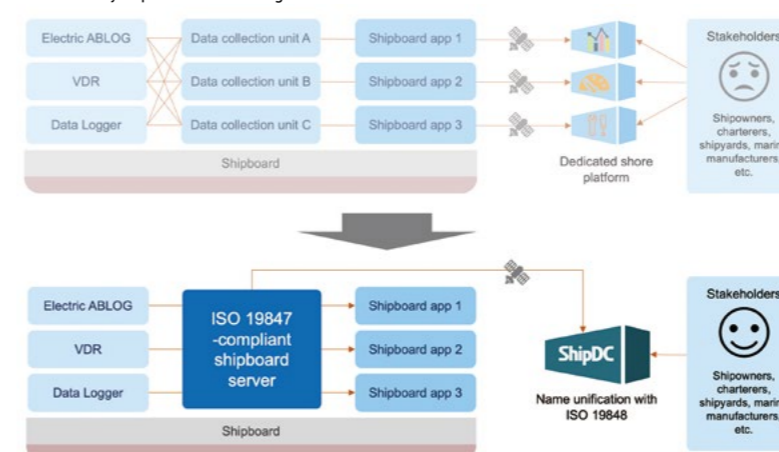 Electric ABLOG
Data collection unit A
Shipboard app 1
Stakeholders
VDR
Data collection unit B
Shipboard app 2
Data Logger
Data collection unit C
Shipboard app 3
Shipowners,
charterers,
shipyards,
manufacturers,
etc.
Shipboard
Dedicated shore
platform
Electric ABLOG
ISO 19847
-compliant
shipboard
server
Shipboard app 1
Stakeholders
VDR
Shipboard app 2
ShipDC
Data Logger
Shipboard app 3
Name unification with
ISO 19848
Shipowners,
charterers,
shipyards,
manufacturers,
etc.
Shipboard